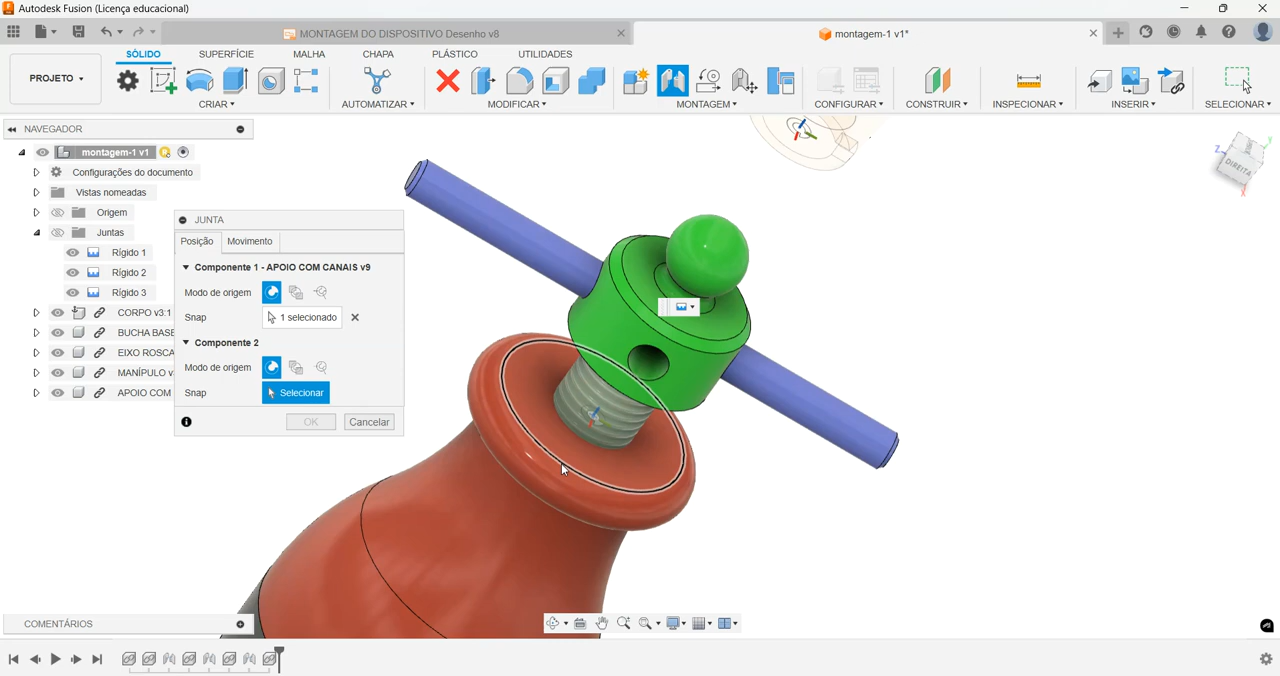 Autodesk Fusion (Licença educacional)
MONTAGEM DO DISPOSITIVO Desenho v8
montagem-1 v1*
SÓLIDO
SUPERFÍCIE
MALHA
CHAPA
PLÁSTICO
UTILIDADES
PROJETO
CRIAR
AUTOMATIZAR
MODIFICAR
MONTAGEM
CONFIGURAR
CONSTRUIR
INSPECIONAR
INSERIR
SELECIONAR
NAVEGADOR
montagem-1 v1
Configurações do documento
Vistas nomeadas
Origem
Juntas
Rígido 1
Rígido 2
Rígido 3
CORPO v3:1
BUCHA BASE
EIXO ROSCA
MANÍPULO v
APOIO COM
JUNTA
Posição
Movimento
Componente 1 - APOIO COM CANAIS v9
Modo de origem
Snap
1 selecionado
Componente 2
Modo de origem
Snap
Selecionar
OK
Cancelar
Z
Y
X
DIREITA
COMENTÁRIOS